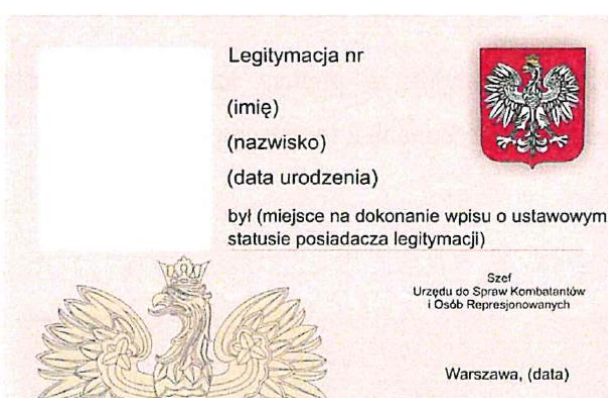 Legitymacja nr
(imię)
(nazwisko)
(data urodzenia)
był (miejsce na dokonanie wpisu o ustawowym
statusie posiadacza legitymacji)
Szef
Urzędu do Spraw Kombatantów
i Osób Represjonowanych
Warszawa, (data)